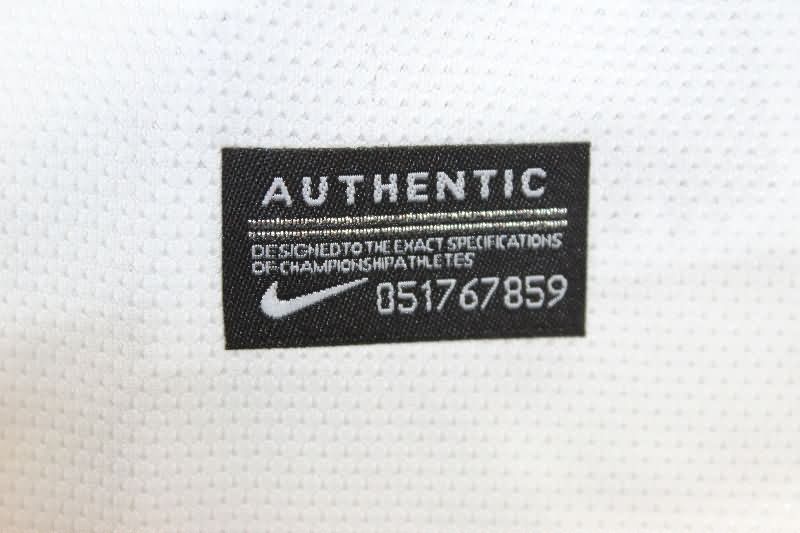 AUTHENTIC
DESIGNED TO THE EXACT SPECIFICATIONS
OF CHAMPIONSHIP ATHLETES
051767859